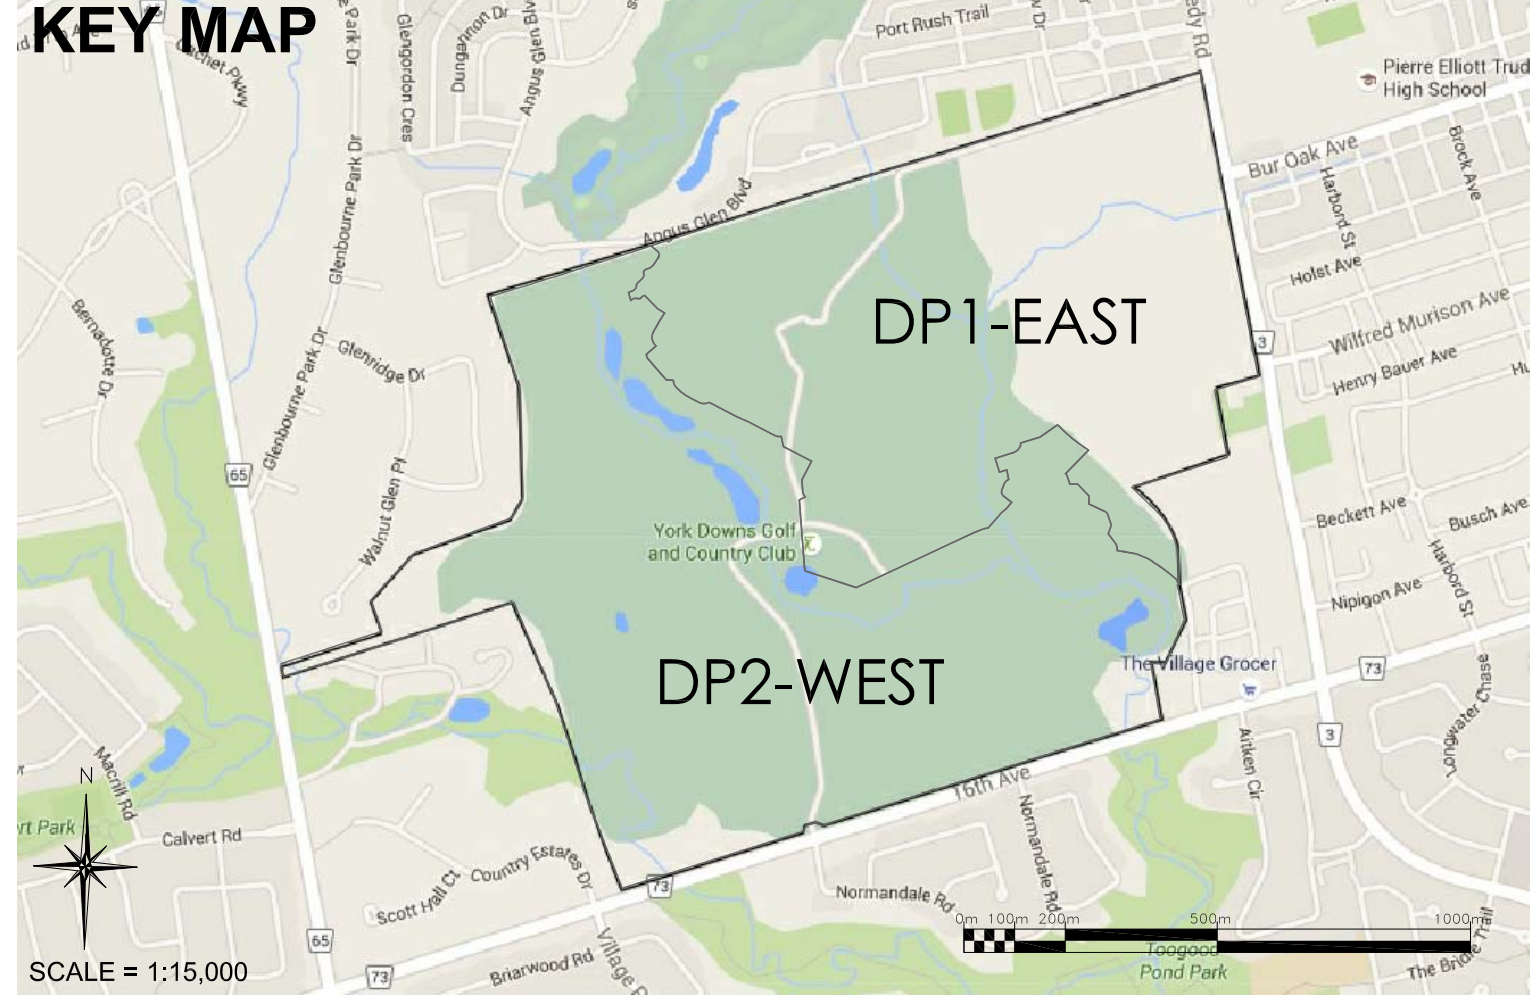 KEY MAP
Port Rush Trail
Glengordon Cres
Dungannon Dr
Angus Glen Blvd
Pierre Elliott Trud
High School
Bur Oak Ave
Brock Ave
Harbord St
Glenbourne Park Dr
Angus Glen Blvd
Holst Ave
Wilfred Murison Ave
Henry Bauer Ave
3
Bernadotte Dr
Glenridge Dr
Glenbourne Park Dr
DP1-EAST
65
Walnut Glen Pl
York Downs Golf
and Country Club
Beckett Ave
Busch Ave
Harbord St
Nipigon Ave
The Village Grocer
73
DP2-WEST
Longwater Chase
3
Aitken Cir
16th Ave
Macrill Rd
N
rt Park
Calvert Rd
Country Estates Dr
Scott Hall Ct
73
Normandale Rd
Normandale Rd
0m 100m 200m 500m 1000m
65
73
Briarwood Rd
Village
Toogood
Pond Park
The Bridle Trail
SCALE = 1:15,000